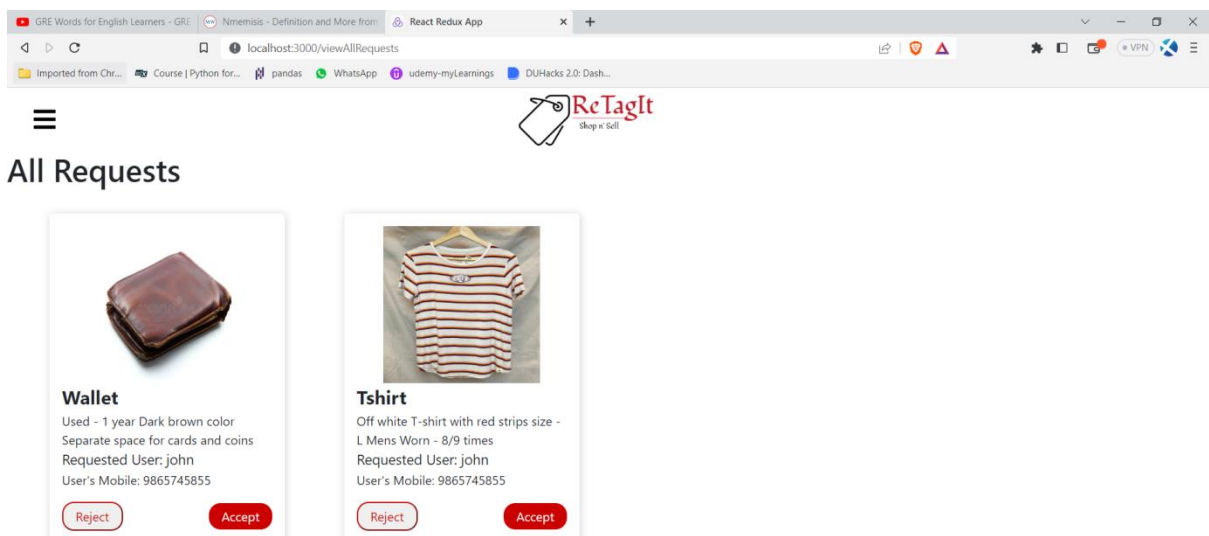 GRE Words for English Learners - GRE
Nmemisis - Definition and More from
React Redux App
localhost:3000/viewAllRequests
VPN
Imported from Chr...
Course | Python for...
pandas
WhatsApp
udemy-myLearnings
DUHacks 2.0: Dash...
ReTagIt
Shop n' Sell
All Requests
Wallet
Used - 1 year Dark brown color
Separate space for cards and coins
Requested User: john
User's Mobile: 9865745855
Reject
Accept
Tshirt
Off white T-shirt with red strips size -
L Mens Worn - 8/9 times
Requested User: john
User's Mobile: 9865745855
Reject
Accept